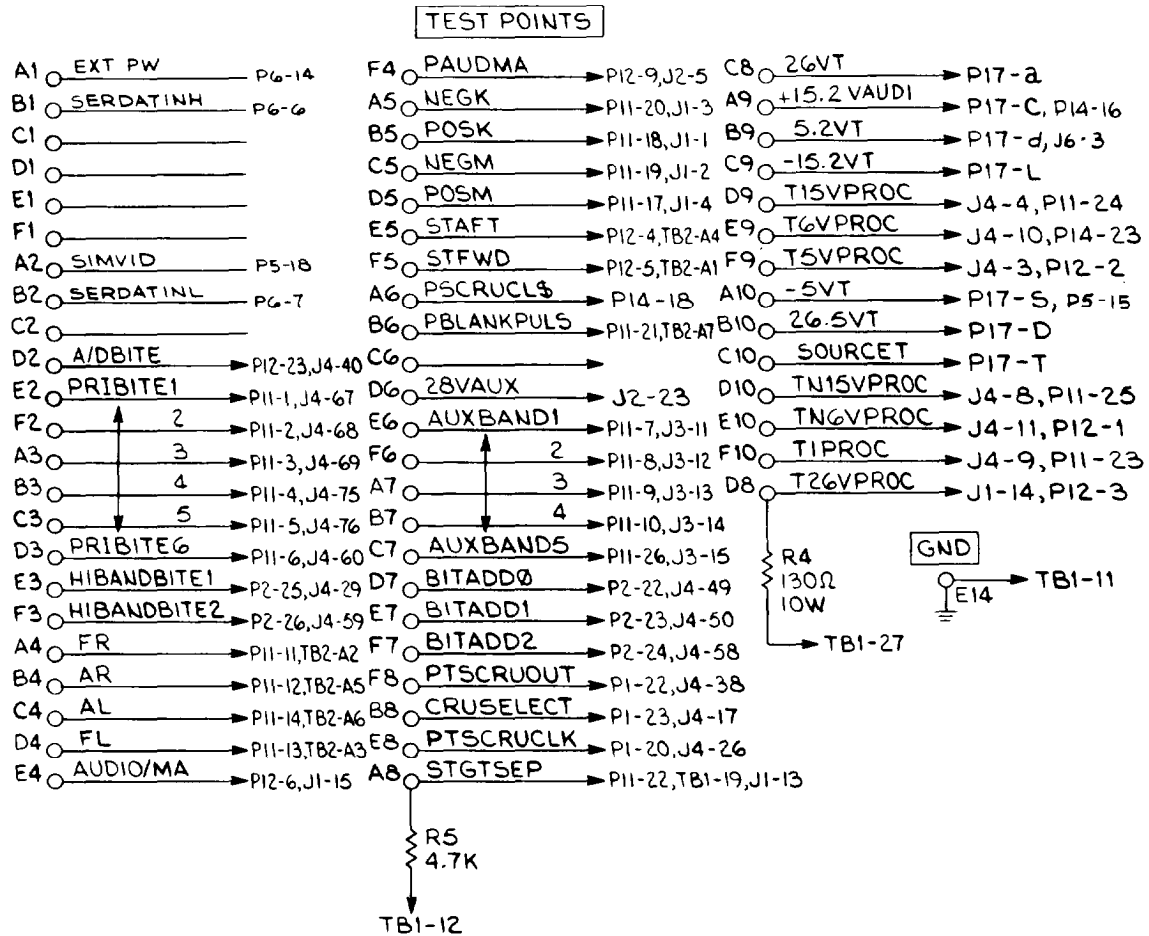 TEST POINTS
A1 EXT PW P6-14
B1 SERDATINH P6-6
C1
D1
E1
F1
A2 SIMVID P5-18
B2 SERDATINL P6-7
C2
D2 A/DBITE P12-23,J4-40
E2 PRIBITE1 P11-1,J4-67
F2 2 P11-2,J4-68
A3 3 P11-3,J4-69
B3 4 P11-4,J4-75
C3 5 P11-5,J4-76
D3 PRIBITE6 P11-6,J4-60
E3 HIBANDBITE1 P2-25,J4-29
F3 HIBANDBITE2 P2-26,J4-59
A4 FR P11-11,TB2-A2
B4 AR P11-12,TB2-A5
C4 AL P11-14,TB2-A6
D4 FL P11-13,TB2-A3
E4 AUDIO/MA P12-6,J1-15
F4 PAUDMA P12-9,J2-5
A5 NEGK P11-20,J1-3
B5 POSK P11-18,J1-1
C5 NEGM P11-19,J1-2
D5 POSM P11-17,J1-4
E5 STAFT P12-4,TB2-A4
F5 STFWD P12-5,TB2-A1
A6 PSCRUCL$ P14-18
B6 PBLANKPULS P11-21,TB2-A7
C6
D6 28VAUX J2-23
E6 AUXBAND1 P11-7,J3-11
F6 2 P11-8,J3-12
A7 3 P11-9,J3-13
B7 4 P11-10,J3-14
C7 AUXBAND5 P11-26,J3-15
D7 BITADDØ P2-22,J4-49
E7 BITADD1 P2-23,J4-50
F7 BITADD2 P2-24,J4-58
F8 PTSCRUOUT P1-22,J4-38
B8 CRUSELECT P1-23,J4-17
E8 PTSCRUCLK P1-20,J4-26
A8 STGTSEP P11-22,TB1-19,J1-13
R5
4.7K
TB1-12
C8 26VT P17-a
A9 +15.2VAUDI P17-C, P14-16
B9 5.2VT P17-d, J6-3
C9 -15.2VT P17-L
D9 T15VPROC J4-4,P11-24
E9 T6VPROC J4-10,P14-23
F9 T5VPROC J4-3,P12-2
A10 -5VT P17-S, P5-15
B10 26.5VT P17-D
C10 SOURCET P17-T
D10 TN15VPROC J4-8,P11-25
E10 TN6VPROC J4-11,P12-1
F10 T1PROC J4-9,P11-23
D8 T26VPROC J1-14,P12-3
R4
130Ω
10W
TB1-27
GND
E14 TB1-11